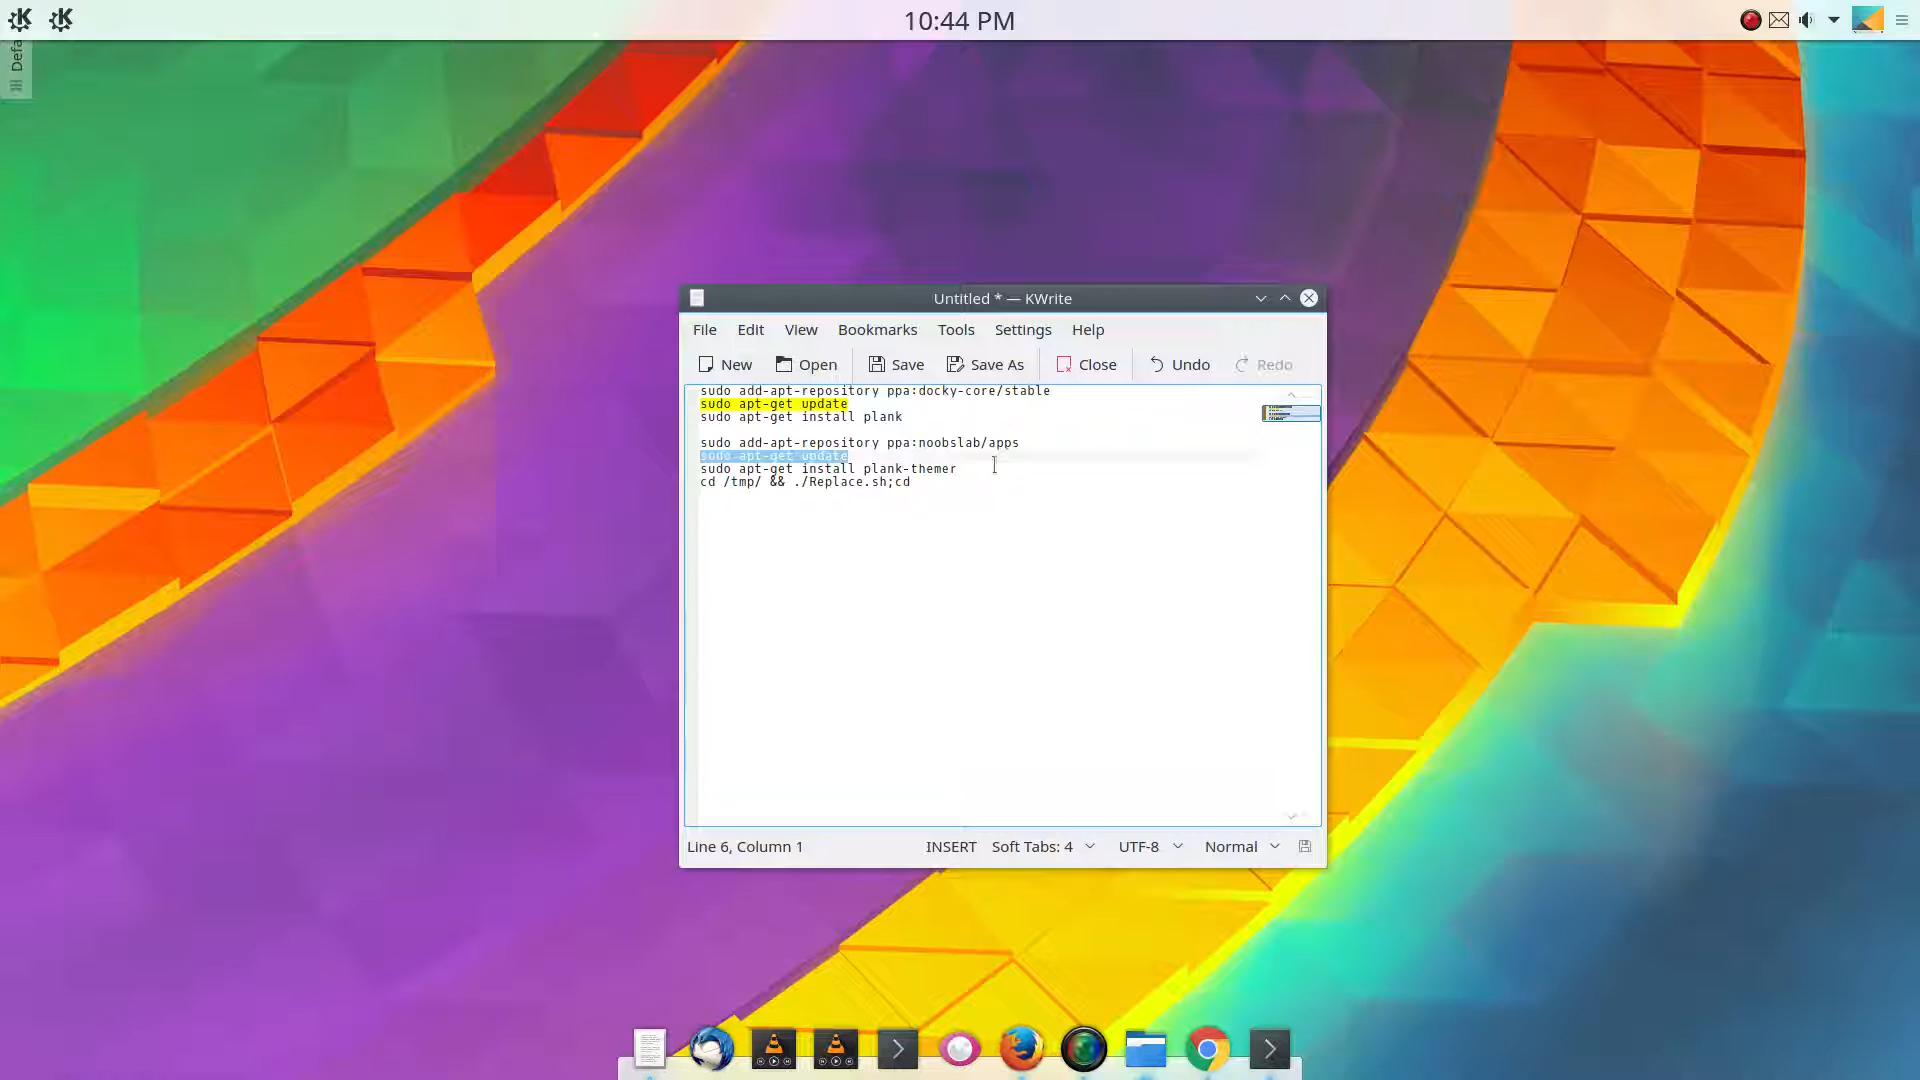 10:44 PM
Defa
Untitled * — KWrite
File Edit View Bookmarks Tools Settings Help
New Open Save Save As Close Undo Redo
sudo add-apt-repository ppa:docky-core/stable
sudo apt-get update
sudo apt-get install plank
sudo add-apt-repository ppa:noobslab/apps
sudo apt-get update
sudo apt-get install plank-themer
cd /tmp/ && ./Replace.sh;cd
Line 6, Column 1 INSERT Soft Tabs: 4 UTF-8 Normal